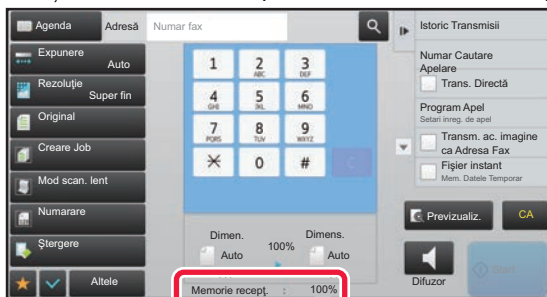 Agenda
Adresă
Numar fax
Istoric Transmisii
Expunere
Auto
Rezoluţie
Super fin
Original
Creare Job
Mod scan. lent
Numarare
Ştergere
Altele
1
2
ABC
3
DEF
4
GHI
5
JKL
6
MNO
7
PQRS
8
TUV
9
WXYZ
0
#
C
Dimen.
Auto
100%
Dimens.
Auto
Memorie recepţ. : 100%
Numar Cautare
Apelare
Trans. Directă
Program Apel
Setari inreg. de apel
Transm. ac. imagine
ca Adresa Fax
Fişier instant
Mem. Datele Temporar
Previzualiz.
CA
Difuzor
Start